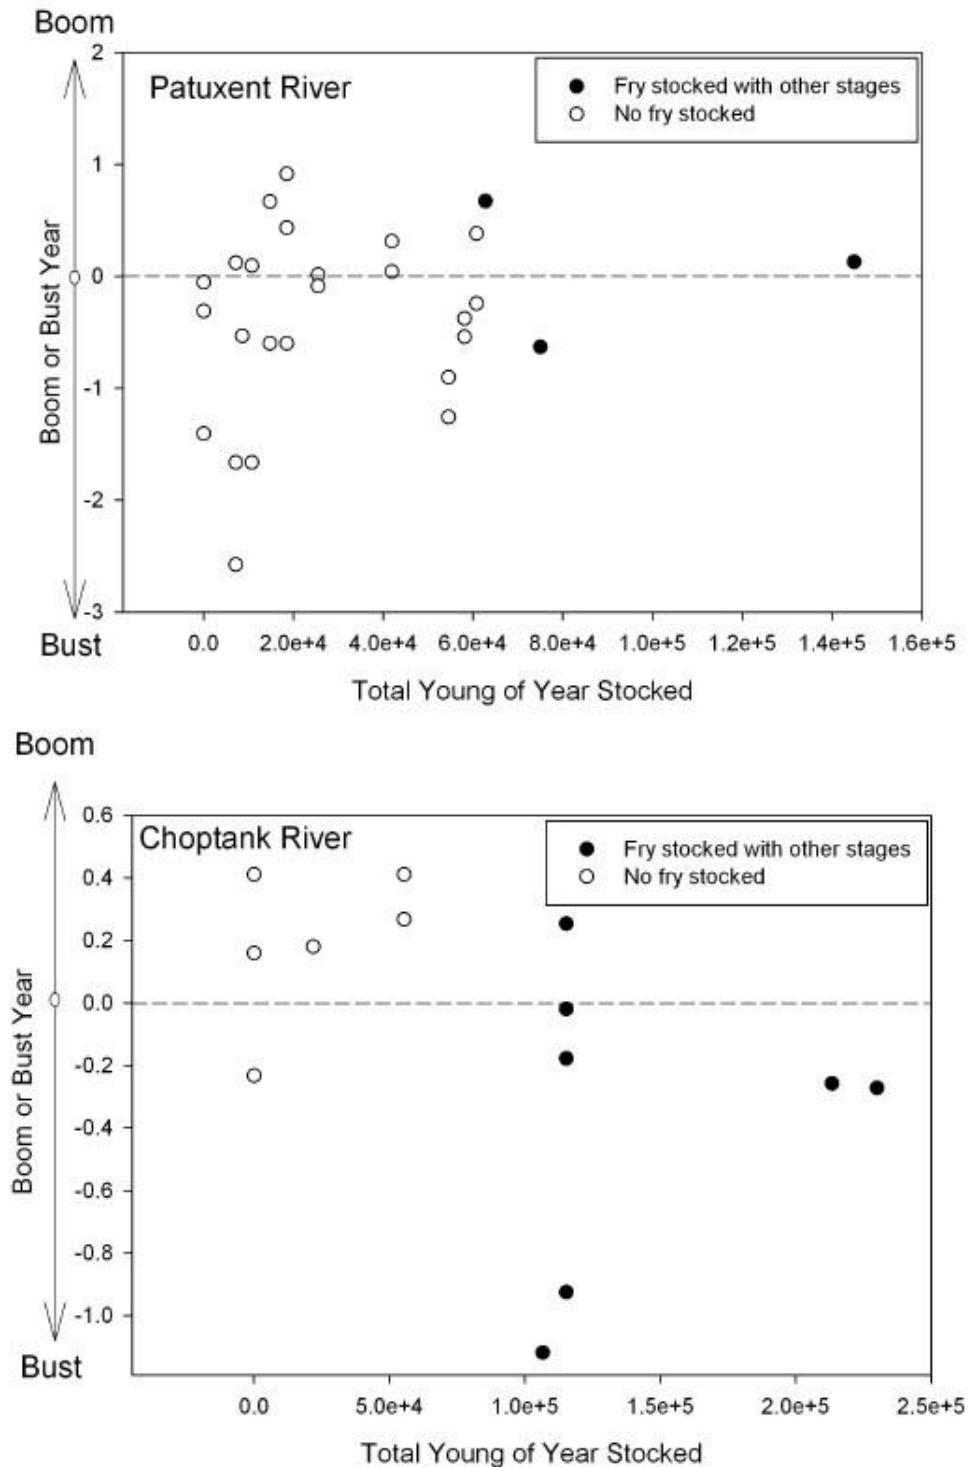 Boom
2
Patuxent River
Fry stocked with other stages
No fry stocked
1
0
-1
-2
-3
Boom or Bust Year
0
Bust
0.0 2.0e+4 4.0e+4 6.0e+4 8.0e+4 1.0e+5 1.2e+5 1.4e+5 1.6e+5
Total Young of Year Stocked
Boom
0.6
Choptank River
Fry stocked with other stages
No fry stocked
0.4
0.2
0.0
-0.2
-0.4
-0.6
-0.8
-1.0
Boom or Bust Year
0
Bust
0.0 5.0e+4 1.0e+5 1.5e+5 2.0e+5 2.5e+5
Total Young of Year Stocked